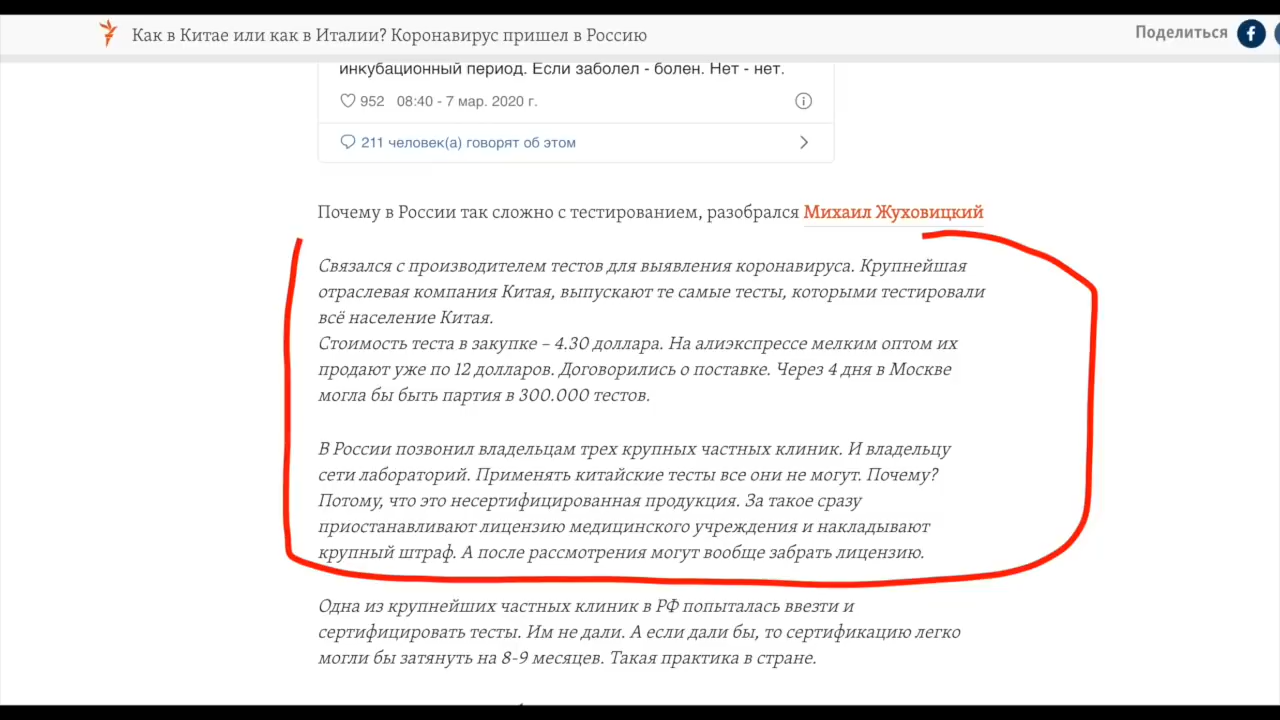 Как в Китае или как в Италии? Коронавирус пришел в Россию
Поделиться
инкубационный период. Если заболел - болен. Нет - нет.
952 08:40 - 7 мар. 2020 г.
211 человек(а) говорят об этом
Почему в России так сложно с тестированием, разобрался Михаил Жуховицкий
Связался с производителем тестов для выявления коронавируса. Крупнейшая
отраслевая компания Китая, выпускают те самые тесты, которыми тестировали
всё население Китая.
Стоимость теста в закупке – 4.30 доллара. На алиэкспрессе мелким оптом их
продают уже по 12 долларов. Договорились о поставке. Через 4 дня в Москве
могла бы быть партия в 300.000 тестов.
В России позвонил владельцам трех крупных частных клиник. И владельцу
сети лабораторий. Применять китайские тесты все они не могут. Почему?
Потому, что это несертифицированная продукция. За такое сразу
приостанавливают лицензию медицинского учреждения и накладывают
крупный штраф. А после рассмотрения могут вообще забрать лицензию.
Одна из крупнейших частных клиник в РФ попыталась ввезти и
сертифицировать тесты. Им не дали. А если дали бы, то сертификацию легко
могли бы затянуть на 8-9 месяцев. Такая практика в стране.